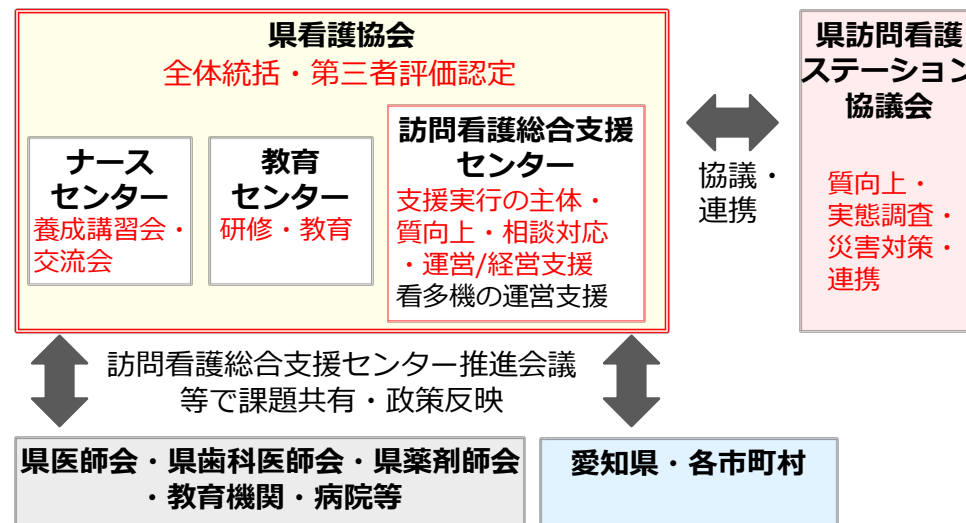 県看護協会
全体統括・第三者評価認定
ナース
センター
養成講習会・
交流会
教育
センター
研修・教育
訪問看護総合支援
センター
支援実行の主体・
質向上・相談対応
・運営/経営支援
看多機の運営支援
協議・
連携
県訪問看護
ステーション
協議会
質向上・
実態調査・
災害対策・
連携
訪問看護総合支援センター推進会議
等で課題共有・政策反映
県医師会・県歯科医師会・県薬剤師会
・教育機関・病院等
愛知県・各市町村